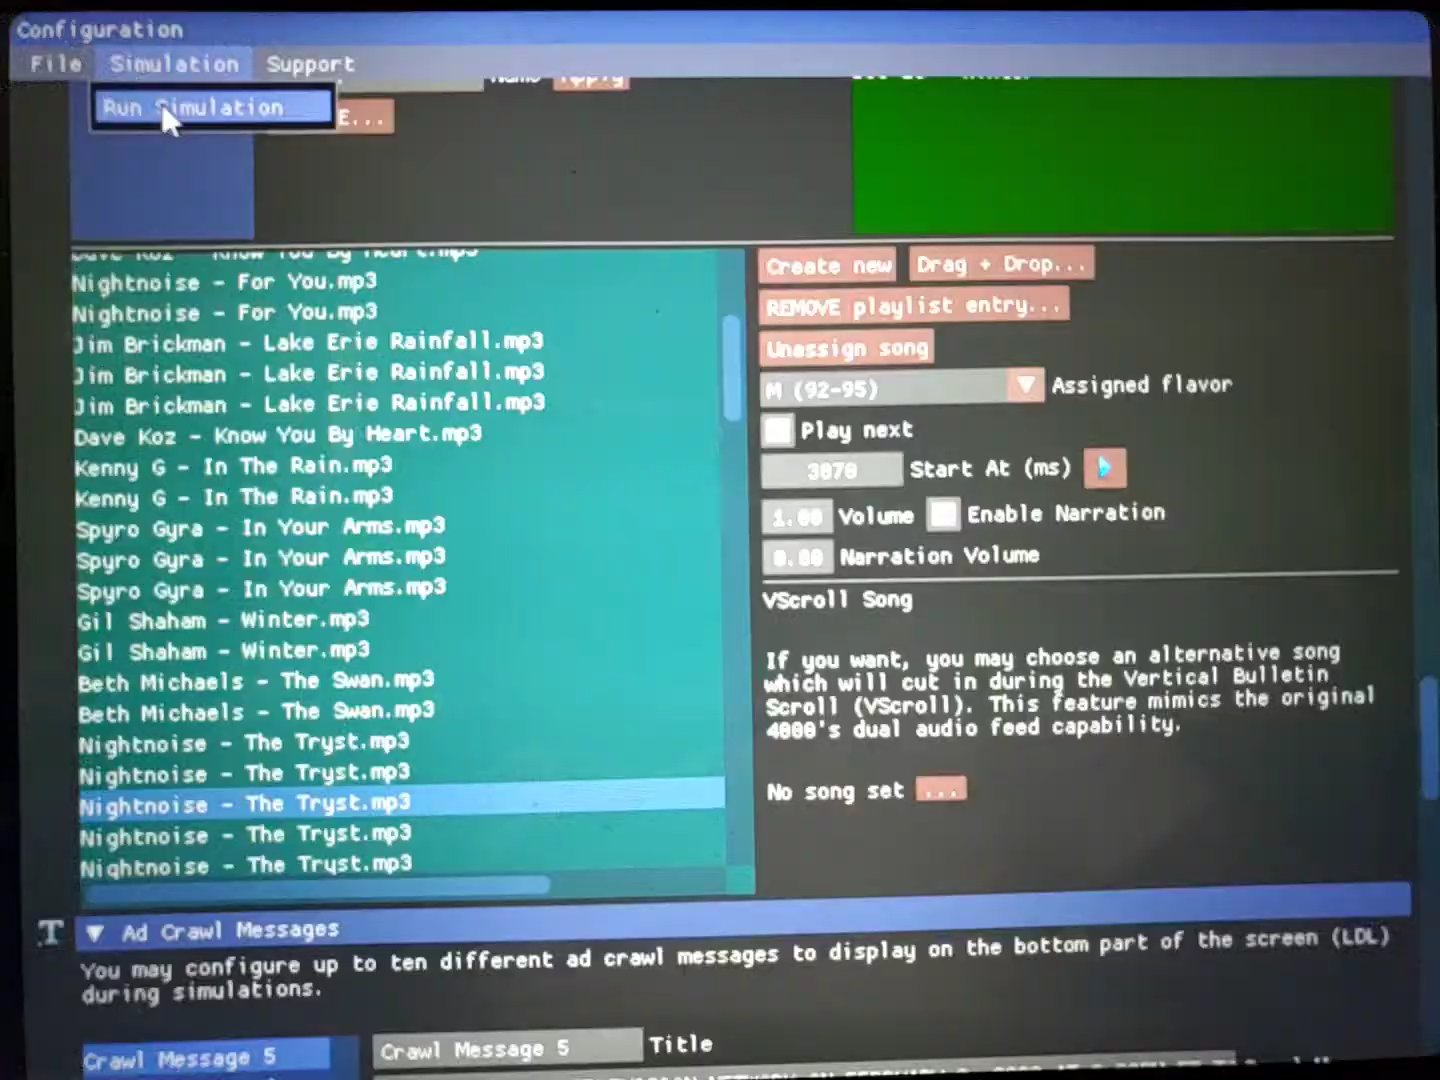 Configuration
File Simulation Support
Run Simulation
Name Apply
E...
Dave Koz - Know You By Heart.mp3
Nightnoise - For You.mp3
Nightnoise - For You.mp3
Jim Brickman - Lake Erie Rainfall.mp3
Jim Brickman - Lake Erie Rainfall.mp3
Jim Brickman - Lake Erie Rainfall.mp3
Dave Koz - Know You By Heart.mp3
Kenny G - In The Rain.mp3
Kenny G - In The Rain.mp3
Spyro Gyra - In Your Arms.mp3
Spyro Gyra - In Your Arms.mp3
Spyro Gyra - In Your Arms.mp3
Gil Shaham - Winter.mp3
Gil Shaham - Winter.mp3
Beth Michaels - The Swan.mp3
Beth Michaels - The Swan.mp3
Nightnoise - The Tryst.mp3
Nightnoise - The Tryst.mp3
Nightnoise - The Tryst.mp3
Nightnoise - The Tryst.mp3
Nightnoise - The Tryst.mp3
Create new Drag + Drop...
REMOVE playlist entry...
Unassign song
M (92-95) Assigned flavor
Play next
3070 Start At (ms)
1.00 Volume Enable Narration
0.00 Narration Volume
VScroll Song
If you want, you may choose an alternative song
which will cut in during the Vertical Bulletin
Scroll (VScroll). This feature mimics the original
4000's dual audio feed capability.
No song set ...
Ad Crawl Messages
You may configure up to ten different ad crawl messages to display on the bottom part of the screen (LDL)
during simulations.
Crawl Message 5 Crawl Message 5 Title